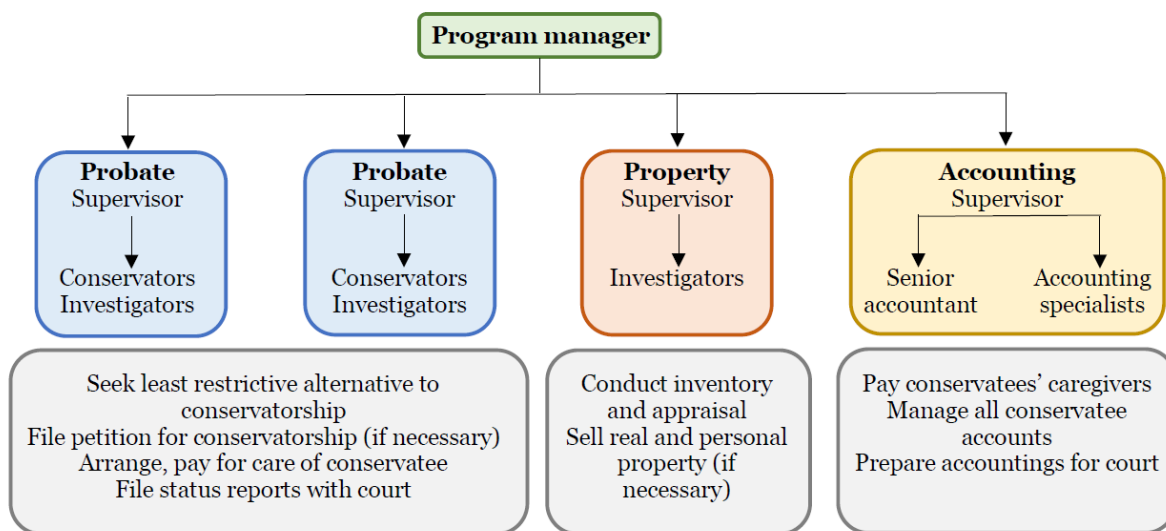 Program manager
Probate
Supervisor
Conservators
Investigators
Probate
Supervisor
Conservators
Investigators
Property
Supervisor
Investigators
Accounting
Supervisor
Senior
accountant
Accounting
specialists
Seek least restrictive alternative to
conservatorship
File petition for conservatorship (if necessary)
Arrange, pay for care of conservatee
File status reports with court
Conduct inventory
and appraisal
Sell real and personal
property (if
necessary)
Pay conservatees’ caregivers
Manage all conservatee
accounts
Prepare accountings for court